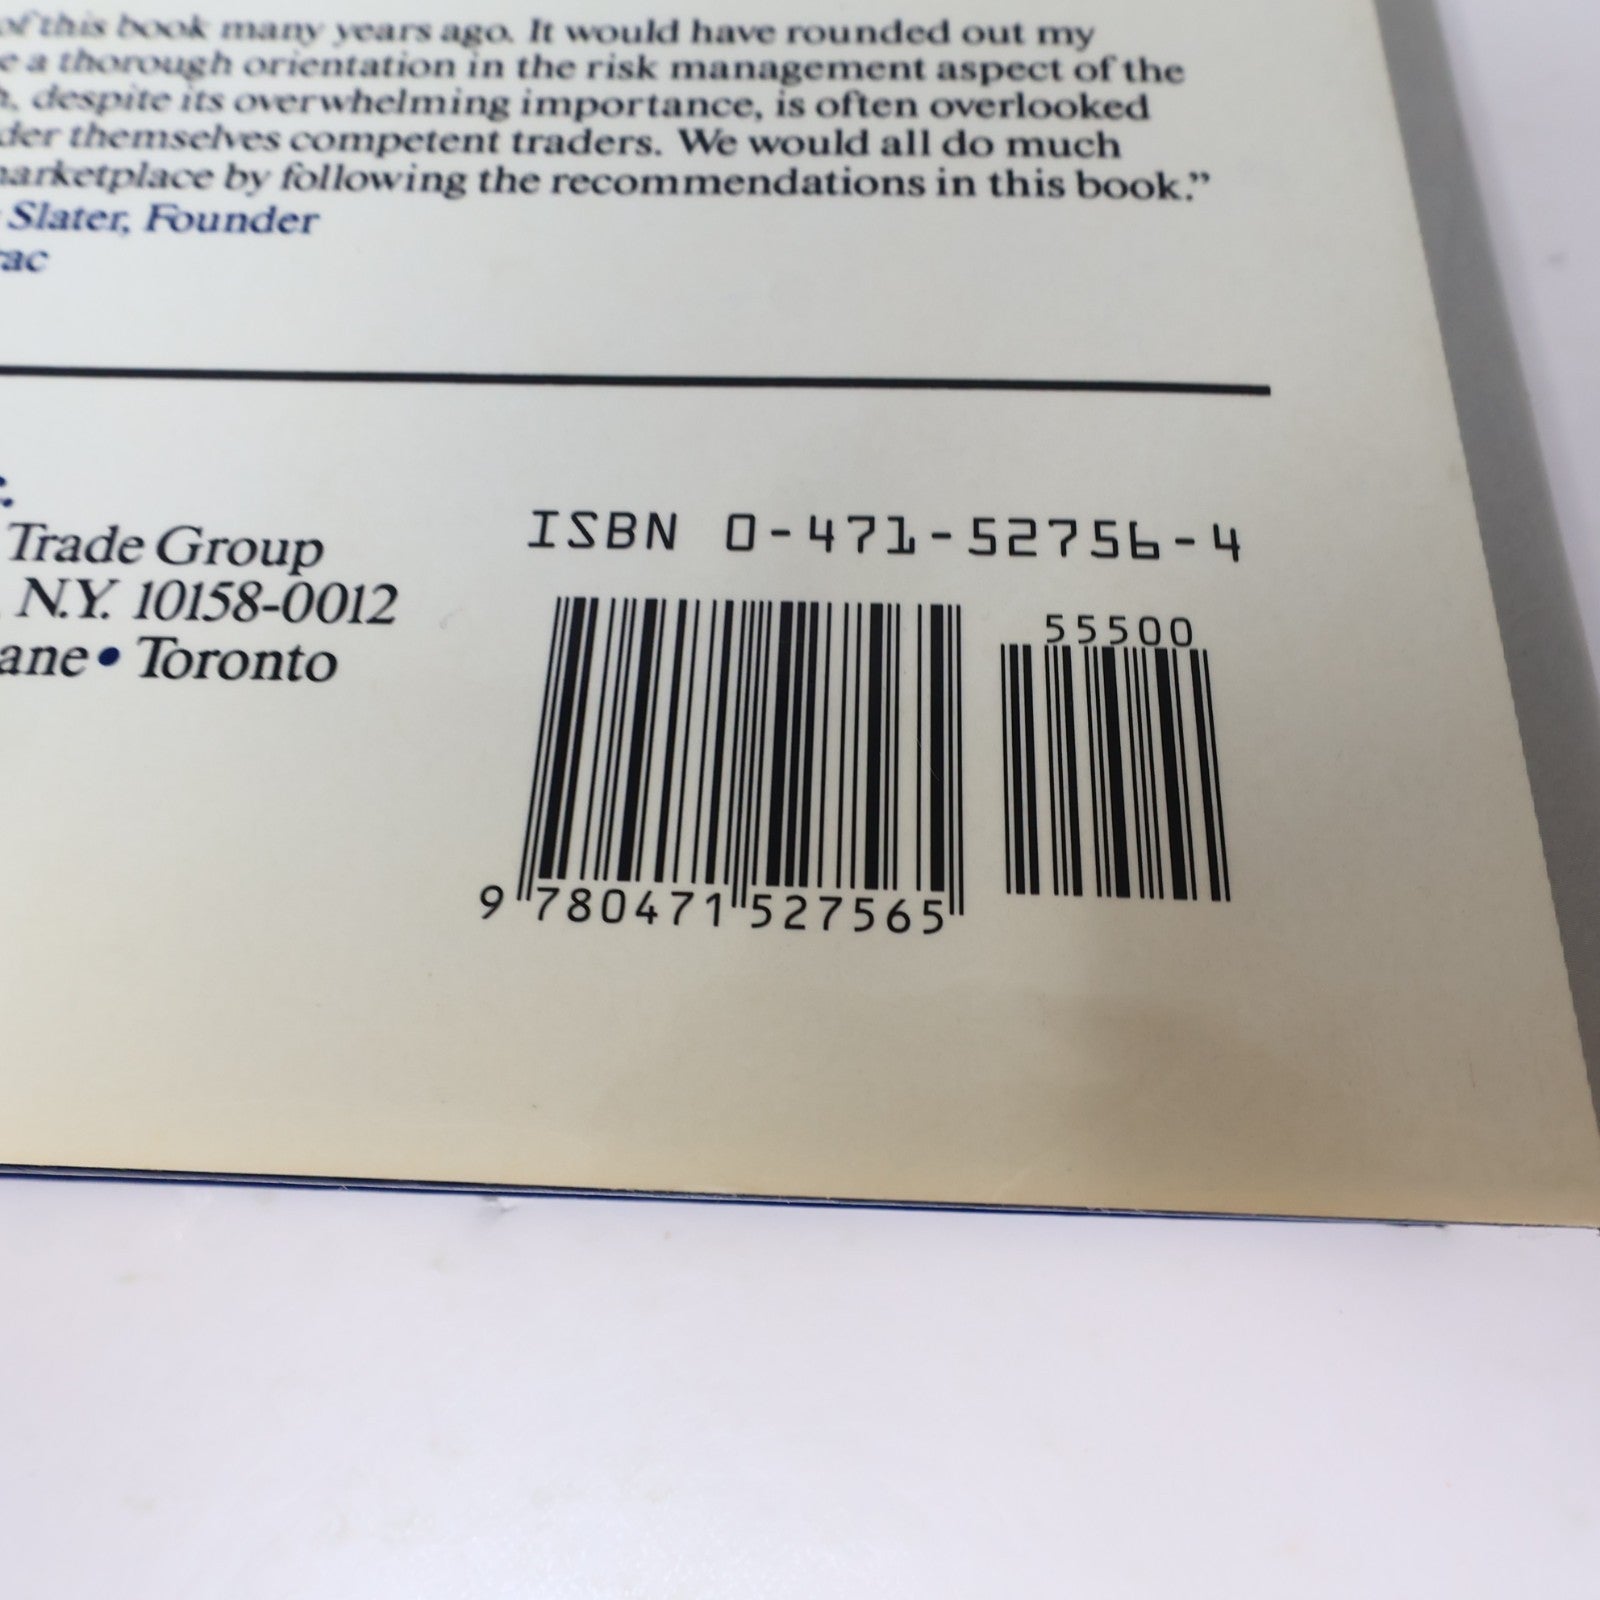 of this book many years ago. It would have rounded out my
a thorough orientation in the risk management aspect of the
despite its overwhelming importance, is often overlooked
themselves competent traders. We would all do much
marketplace by following the recommendations in this book.”
Slater, Founder
Trade Group
N.Y. 10158-0012
• Toronto
ISBN 0-471-52756-4
55500
9 780471 527565